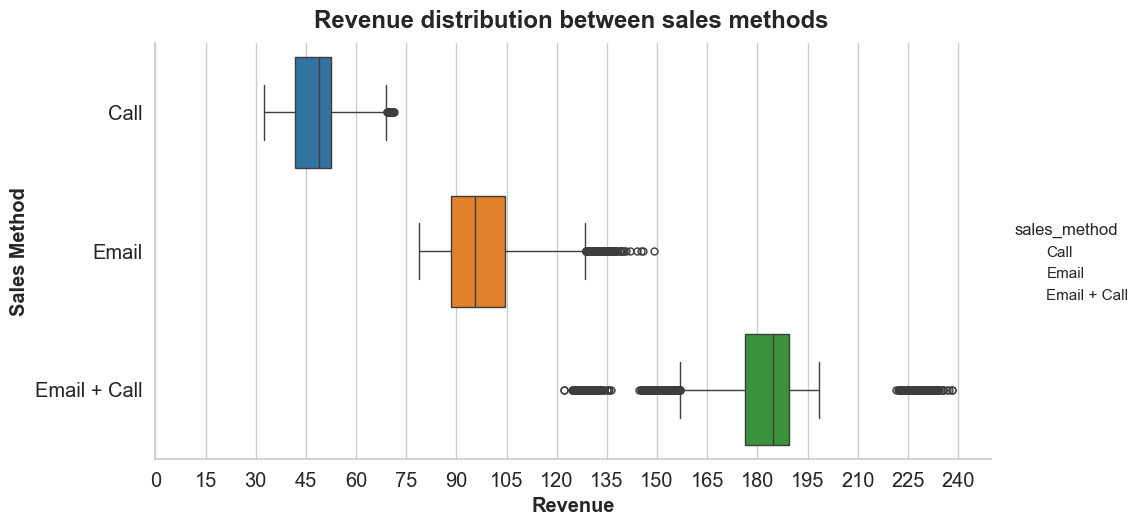 Revenue distribution between sales methods
Sales Method
Call
Email
Email + Call
0 15 30 45 60 75 90 105 120 135 150 165 180 195 210 225 240
Revenue
sales_method
Call
Email
Email + Call